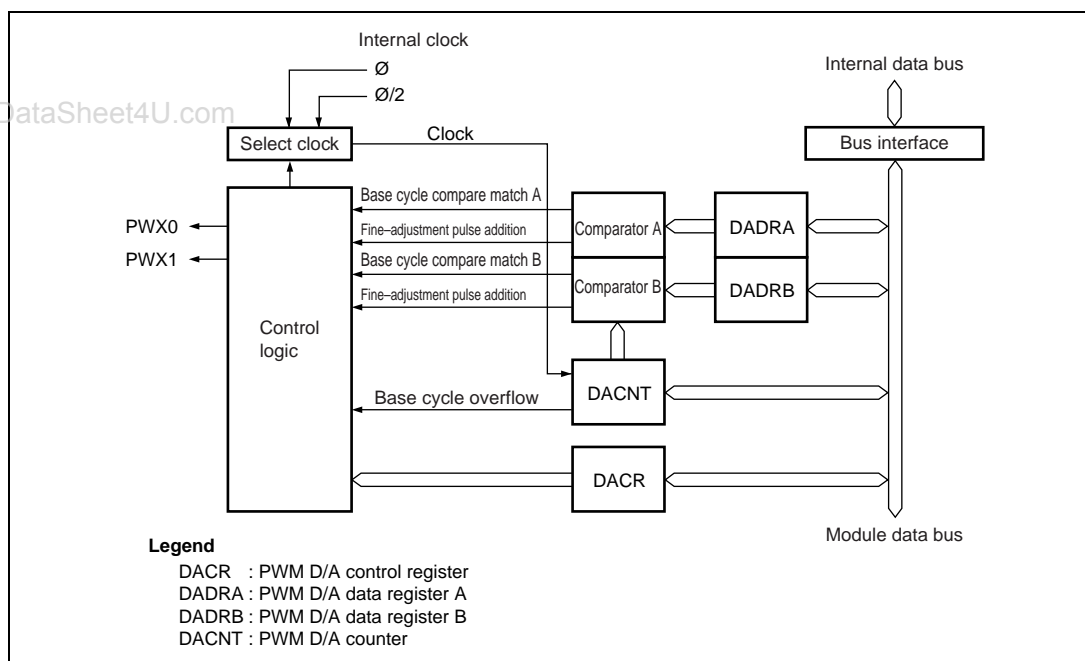 Internal clock
Ø
Ø/2
Internal data bus
DataSheet4U.com
Select clock
Clock
Bus interface
Base cycle compare match A
PWX0
Fine–adjustment pulse addition
Comparator A
DADRA
PWX1
Base cycle compare match B
Fine–adjustment pulse addition
Comparator B
DADRB
Control
logic
DACNT
Base cycle overflow
DACR
Module data bus
Legend
DACR : PWM D/A control register
DADRA : PWM D/A data register A
DADRB : PWM D/A data register B
DACNT : PWM D/A counter